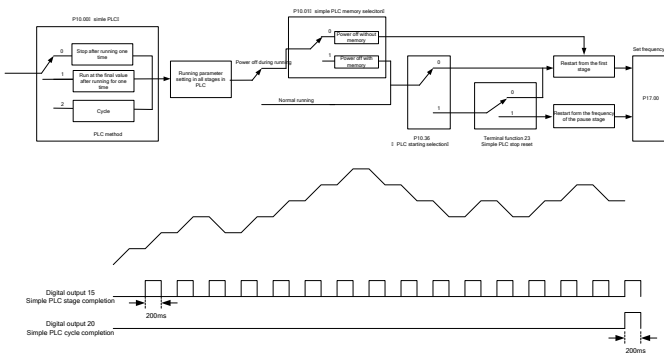 P10.00[ simle PLC]
0
Stop after running one
time
1
Run at the final value
after running for one
time
2
Cycle
PLC method
Running parameter
setting in all stages in
PLC
Power off during running
Normal running
P10.01[ simple PLC memory selection]
0
Power off without
memory
1
Power off with
memory
0
1
P10.36
[ PLC starting selection]
0
1
Terminal function 23
Simple PLC stop reset
Restart from the first
stage
Restart form the frequency
of the pause stage
Set frequency
P17.00
Digital output 15
Simple PLC stage completion
200ms
Digital output 20
Simple PLC cycle completion
200ms